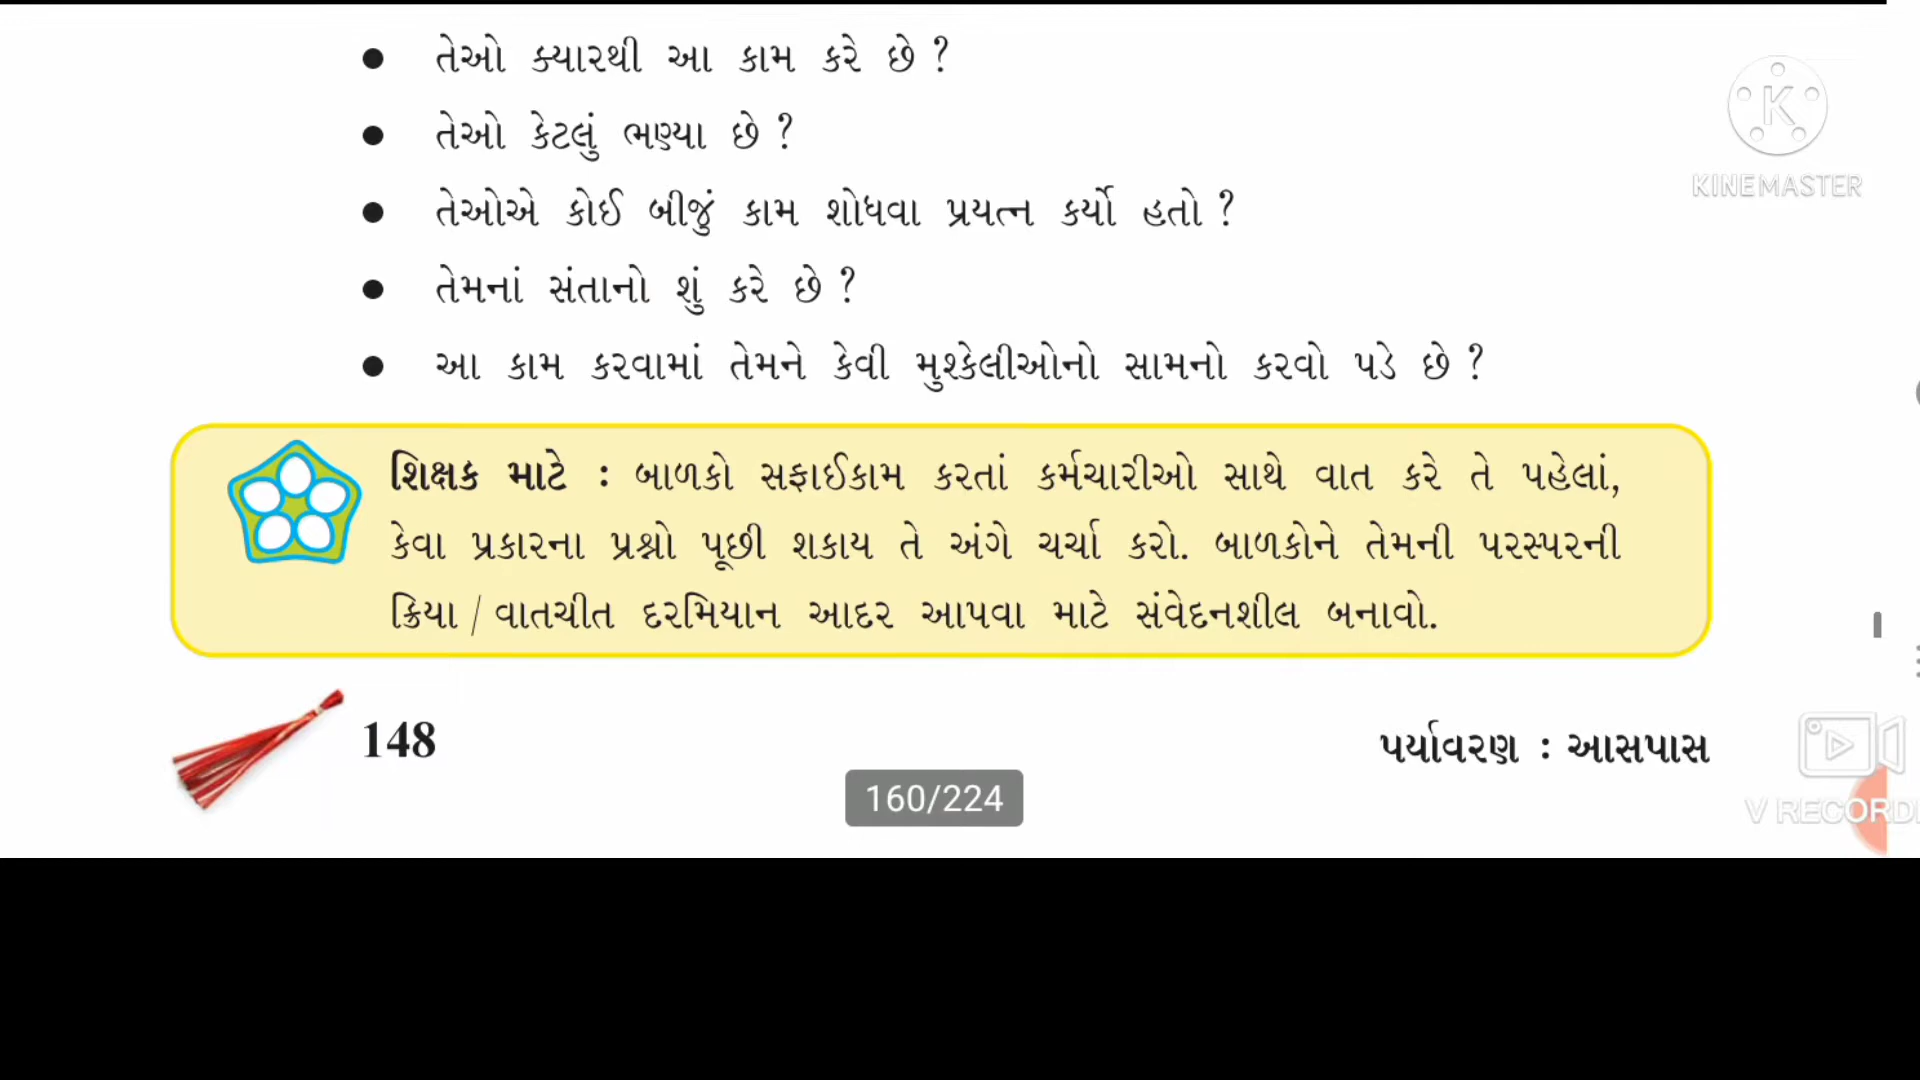 • તેઓ ક્યારથી આ કામ કરે છે ?
• તેઓ કેટલું ભણ્યા છે ?
• તેઓએ કોઈ બીજું કામ શોધવા પ્રયત્ન કર્યો હતો ?
• તેમનાં સંતાનો શું કરે છે ?
• આ કામ કરવામાં તેમને કેવી મુશ્કેલીઓનો સામનો કરવો પડે છે ?
શિક્ષક માટે : બાળકો સફાઈકામ કરતાં કર્મચારીઓ સાથે વાત કરે તે પહેલાં,
કેવા પ્રકારના પ્રશ્નો પૂછી શકાય તે અંગે ચર્ચા કરો. બાળકોને તેમની પરસ્પરની
ક્રિયા / વાતચીત દરમિયાન આદર આપવા માટે સંવેદનશીલ બનાવો.
148
પર્યાવરણ : આસપાસ
160/224
K
KINEMASTER
V RECORD